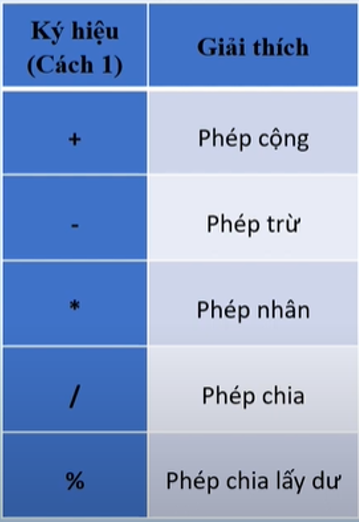 Ký hiệu
(Cách 1)
Giải thích
+
Phép cộng
-
Phép trừ
*
Phép nhân
/
Phép chia
%
Phép chia lấy dư